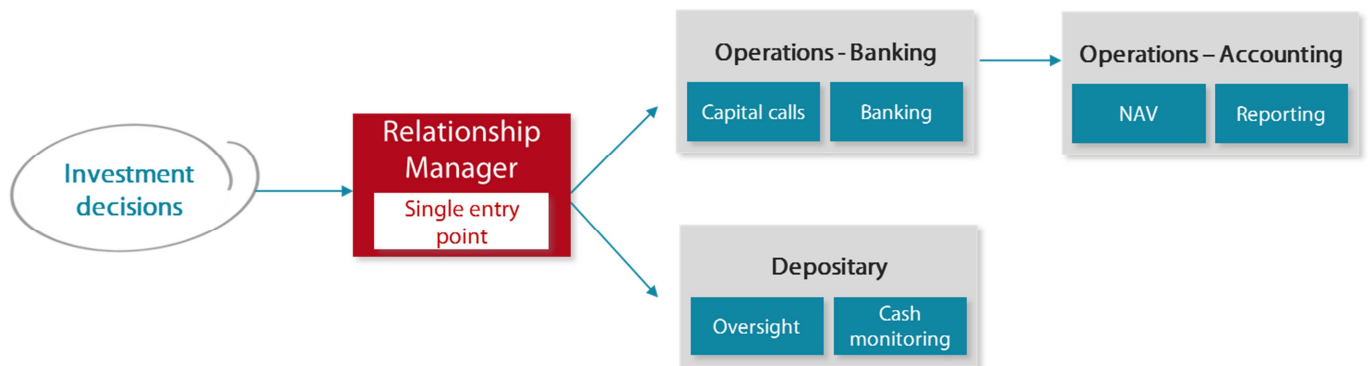 Investment
decisions
Relationship
Manager
Single entry
point
Operations - Banking
Capital calls
Banking
Operations – Accounting
NAV
Reporting
Depositary
Oversight
Cash
monitoring